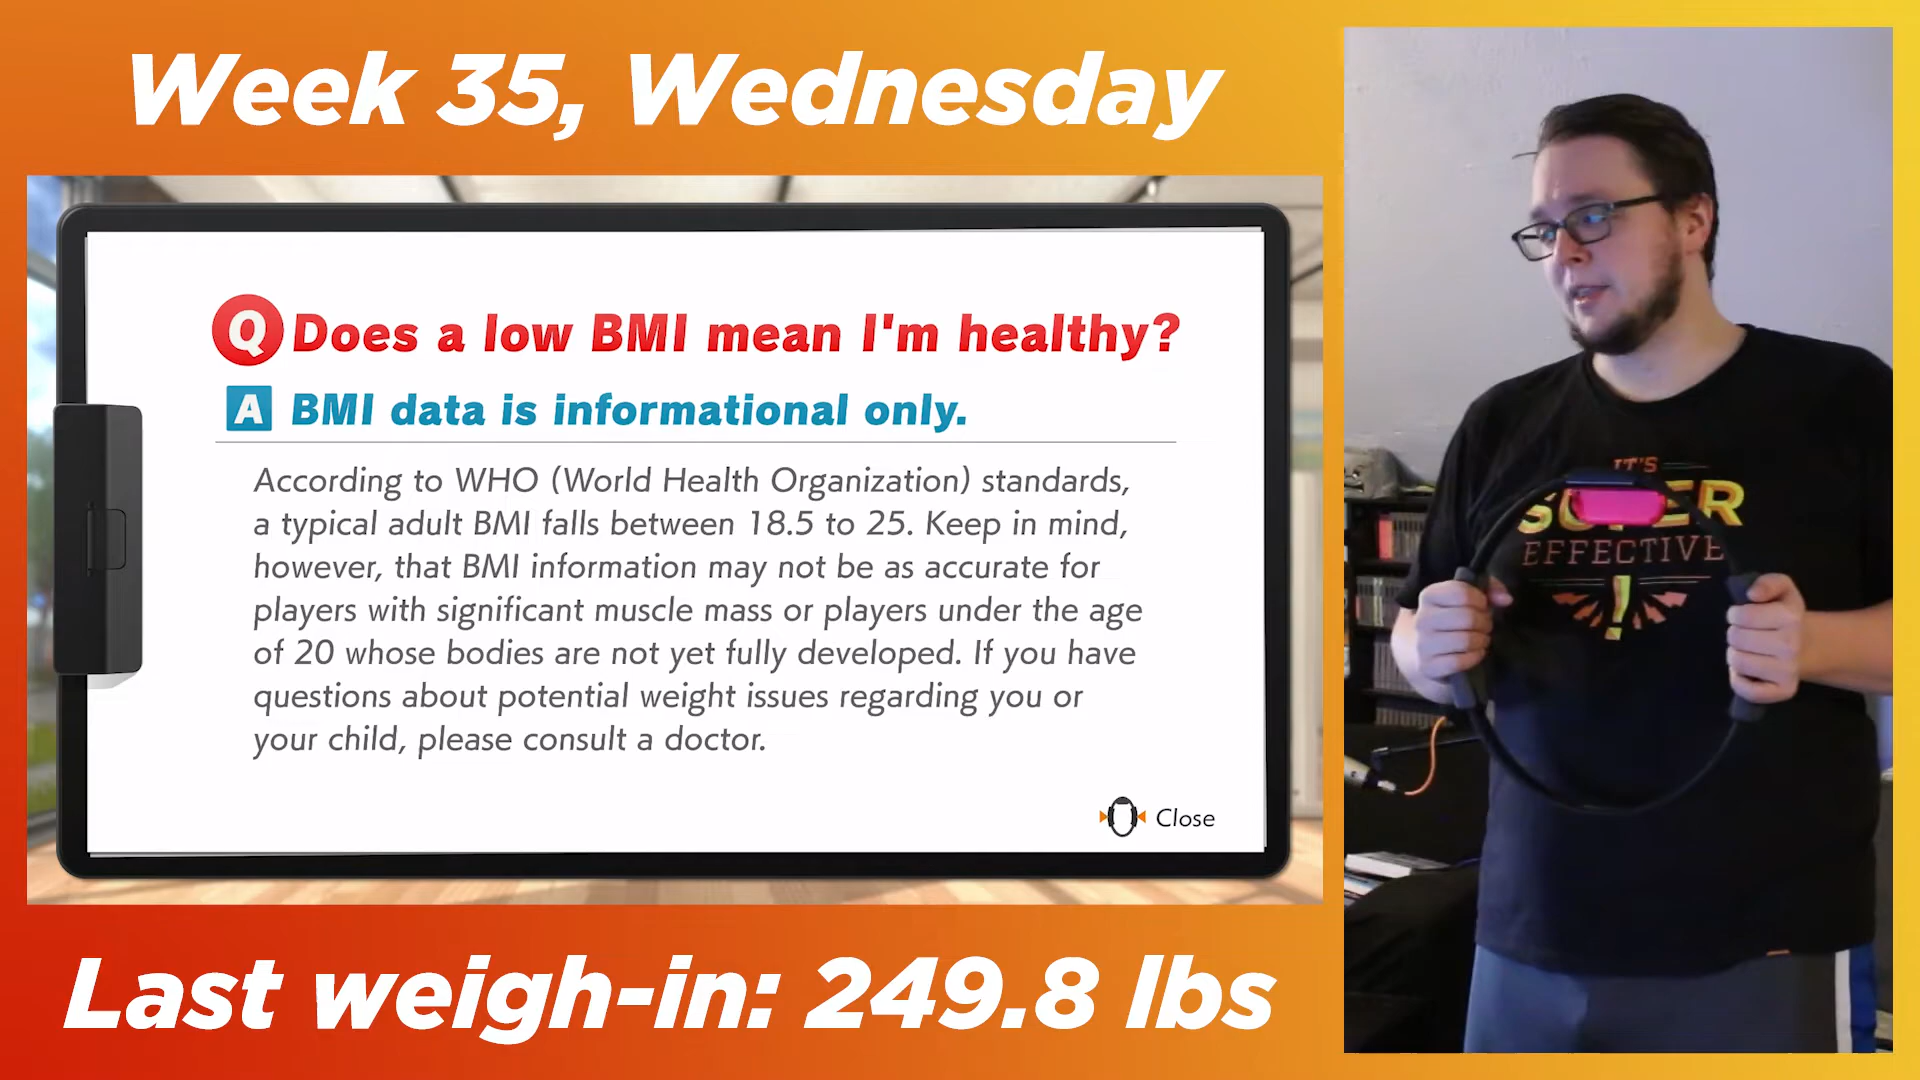 Week 35, Wednesday
Q Does a low BMI mean I'm healthy?
A BMI data is informational only.
According to WHO (World Health Organization) standards,
a typical adult BMI falls between 18.5 to 25. Keep in mind,
however, that BMI information may not be as accurate for
players with significant muscle mass or players under the age
of 20 whose bodies are not yet fully developed. If you have
questions about potential weight issues regarding you or
your child, please consult a doctor.
Close
Last weigh-in: 249.8 lbs
IT'S
SUPER
EFFECTIVE
!